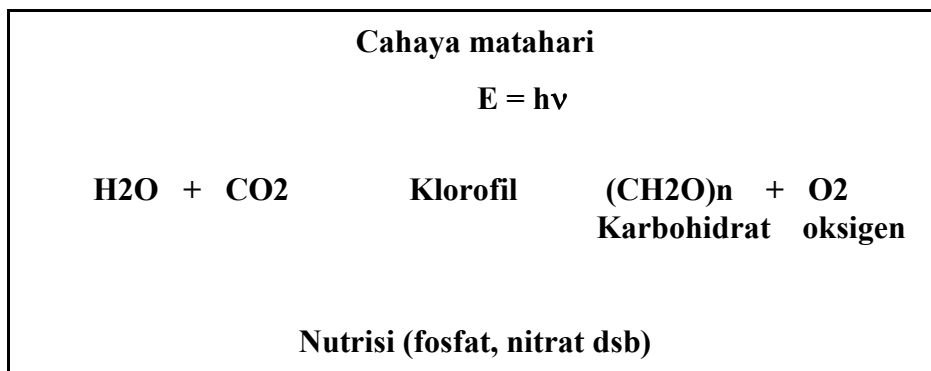 Cahaya matahari
E = hν
H2O + CO2 Klorofil (CH2O)n + O2
Karbohidrat oksigen
Nutrisi (fosfat, nitrat dsb)